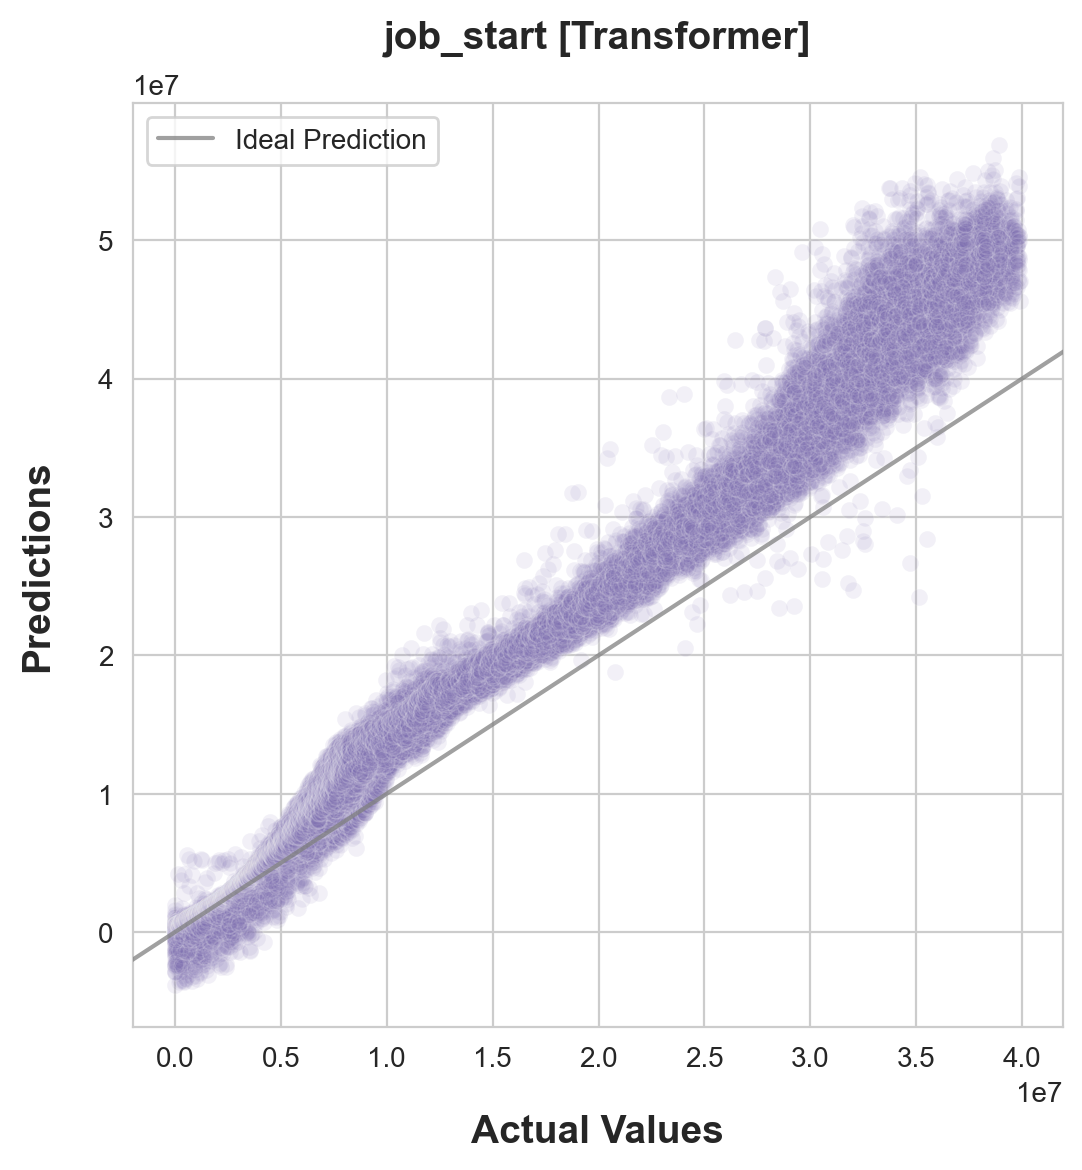 job_start [Transformer]
1e7
Ideal Prediction
5
4
3
2
1
0
Predictions
0.0 0.5 1.0 1.5 2.0 2.5 3.0 3.5 4.0
1e7
Actual Values